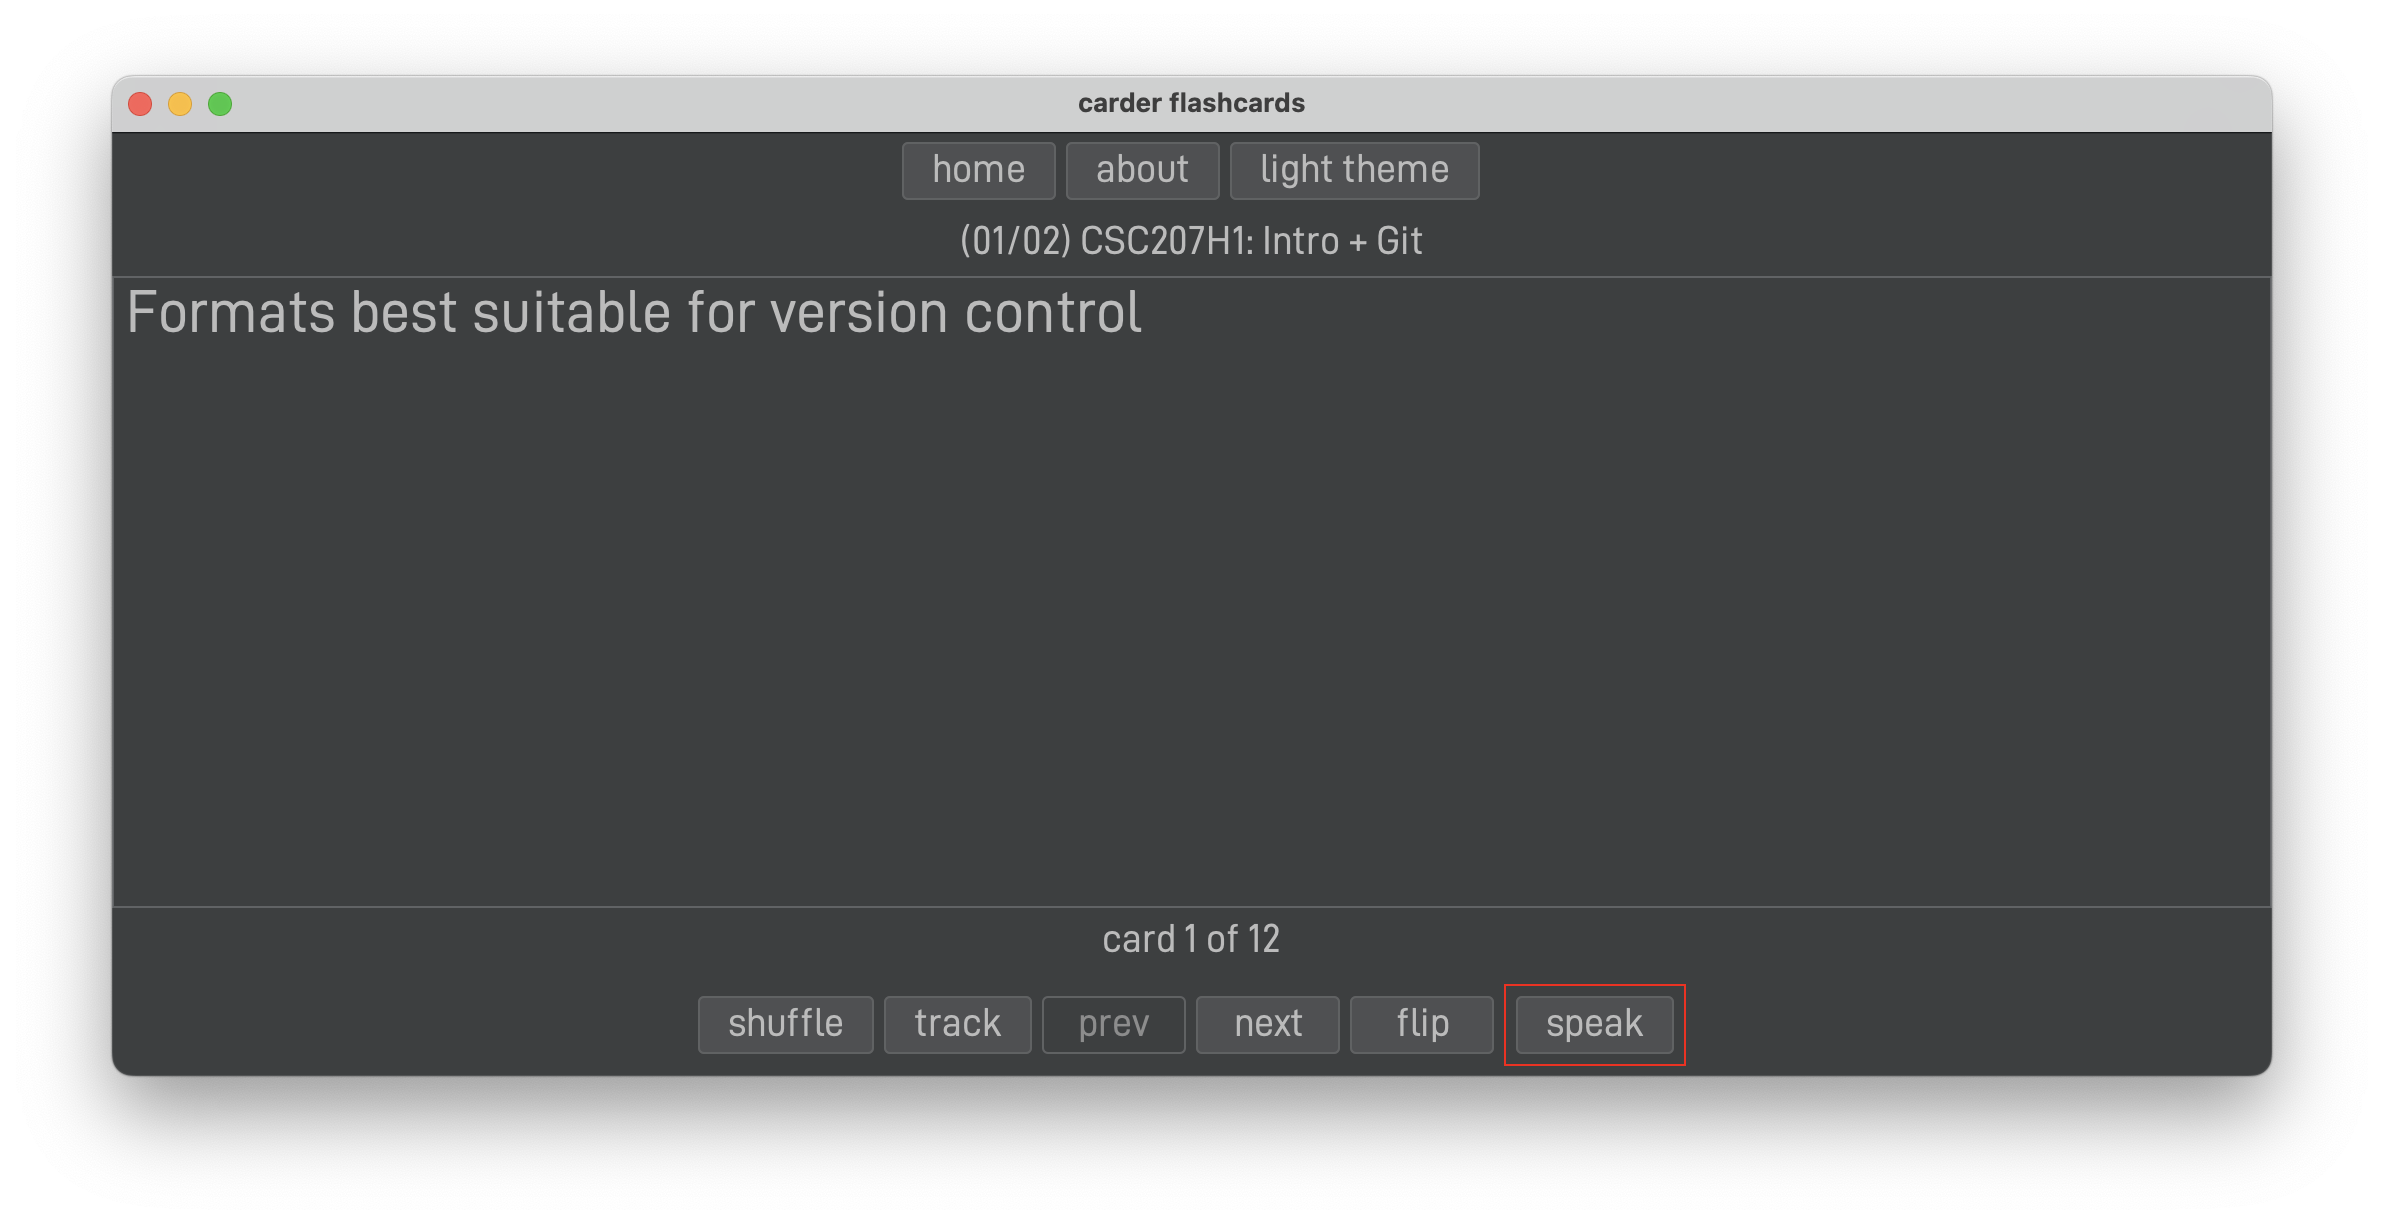 carder flashcards
home about light theme
(01/02) CSC207H1: Intro + Git
Formats best suitable for version control
card 1 of 12
shuffle track prev next flip speak